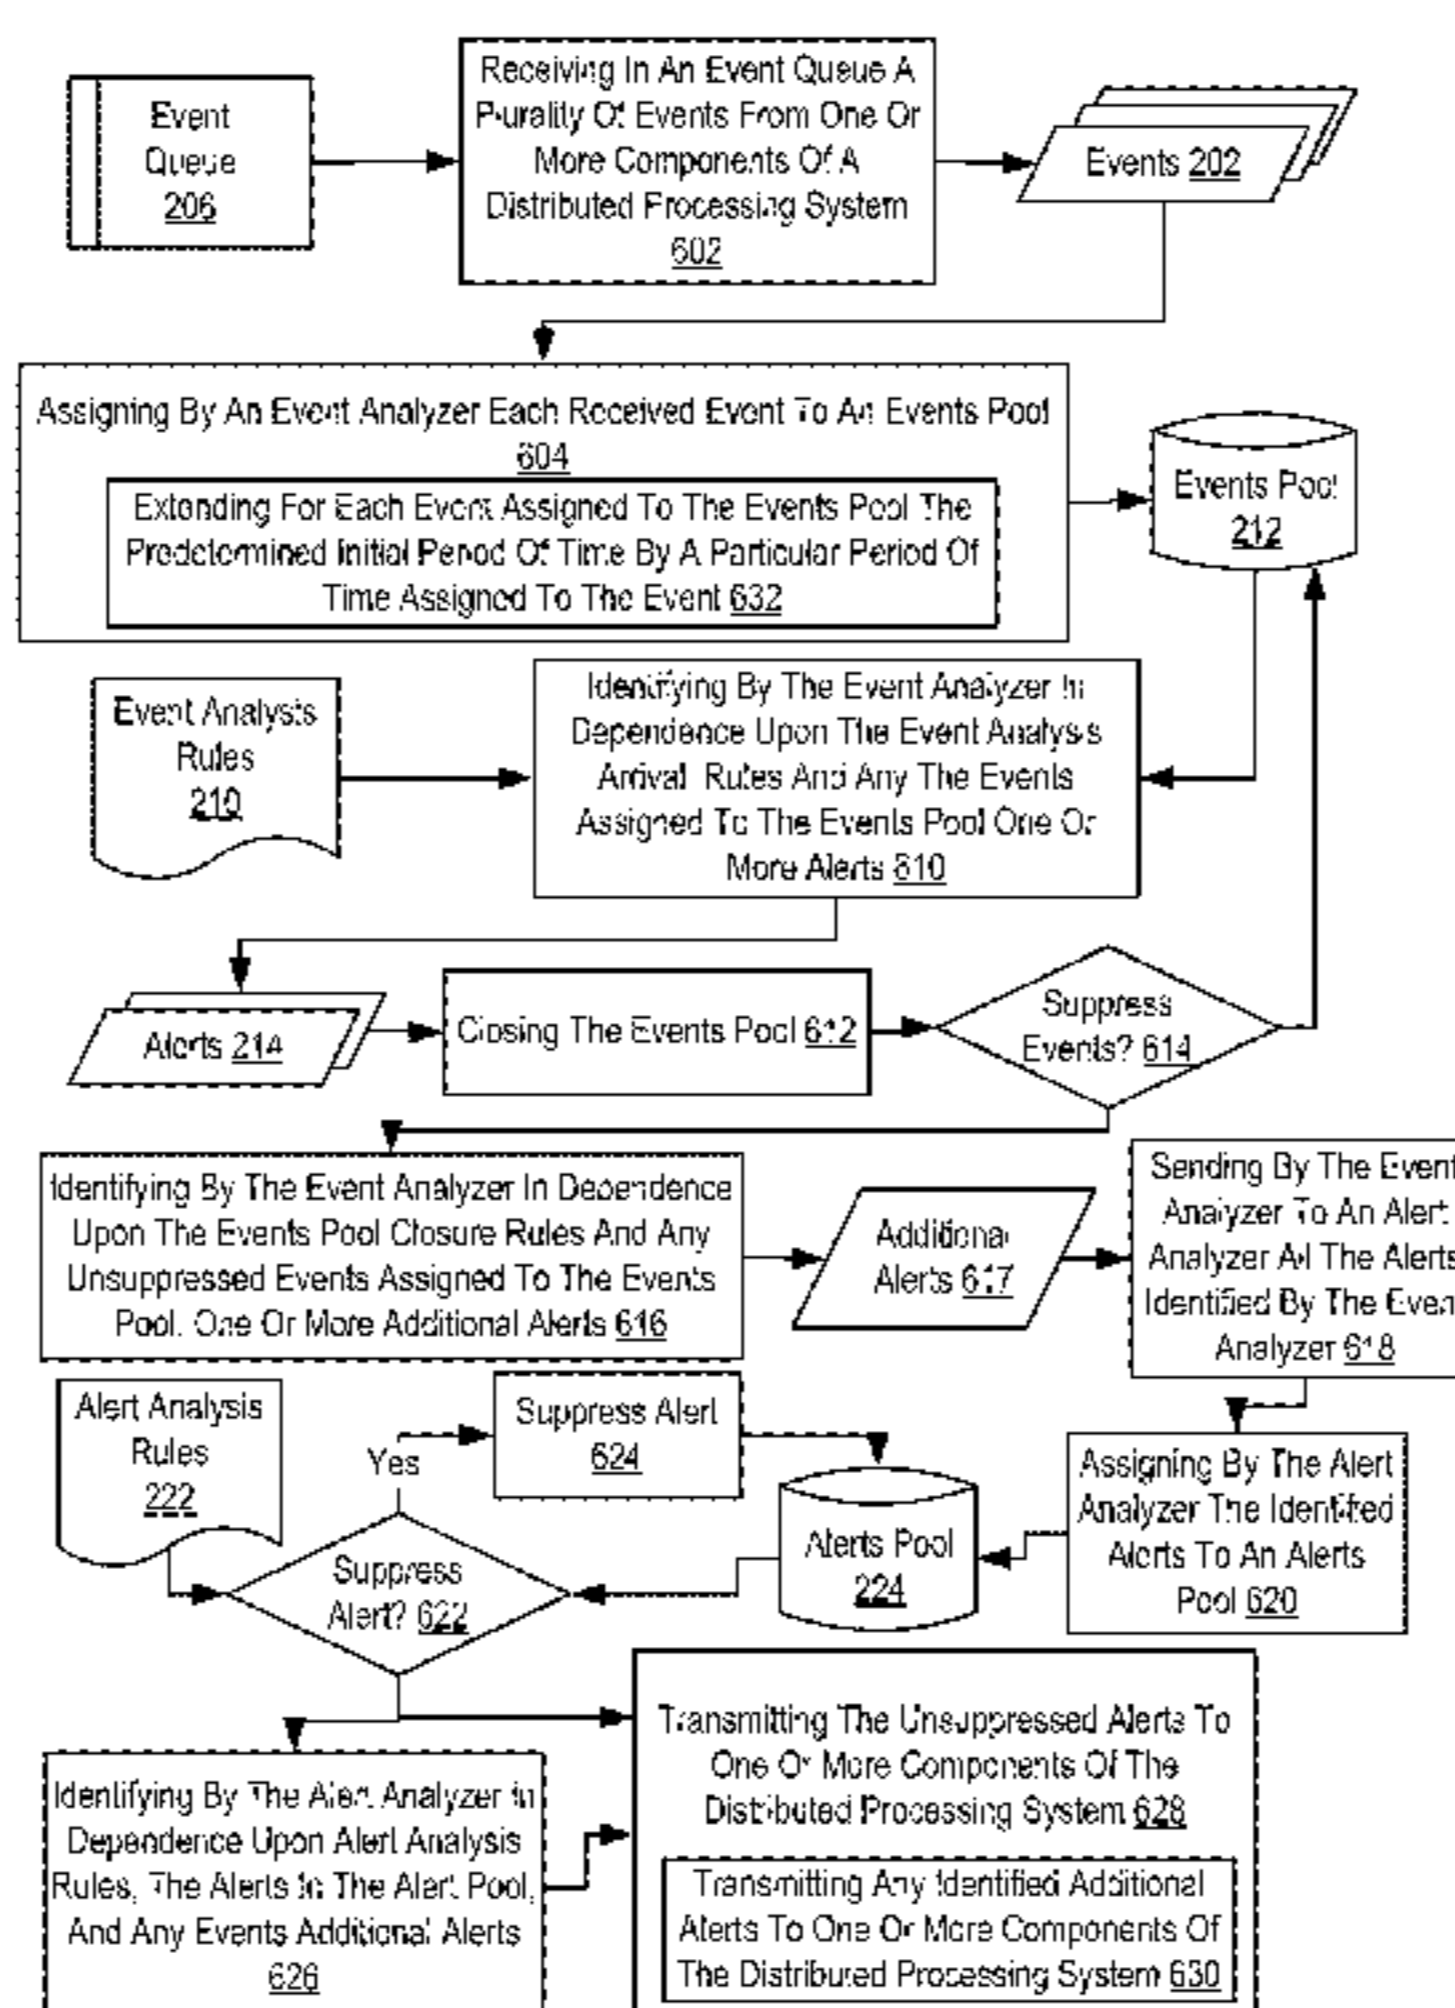 Event
Queue
206
Receiving In An Event Queue A
Plurality Of Events From One Or
More Components Of A
Distributed Processing System
602
Events 202
Assigning By An Event Analyzer Each Received Event To An Events Pool
604
Extending For Each Event Assigned To The Events Pool The
Predetermined Initial Period Of Time By A Particular Period Of
Time Assigned To The Event 632
Events Pool
212
Event Analysis
Rules
210
Identifying By The Event Analyzer In
Dependence Upon The Event Analysis
Arrival Rules And Any The Events
Assigned To The Events Pool One Or
More Alerts 610
Alerts 214
Closing The Events Pool 612
Suppress
Events? 614
Identifying By The Event Analyzer In Dependence
Upon The Events Pool Closure Rules And Any
Unsuppressed Events Assigned To The Events
Pool, One Or More Additional Alerts 616
Additional
Alerts 617
Sending By The Event
Analyzer To An Alert
Analyzer All The Alerts
Identified By The Even
Analyzer 618
Alert Analysis
Rules
222
Yes
Suppress Alert
624
Suppress
Alert? 622
Alerts Pool
224
Assigning By The Alert
Analyzer The Identified
Alerts To An Alerts
Pool 620
Identifying By The Alert Analyzer In
Dependence Upon Alert Analysis
Rules, The Alerts In The Alert Pool,
And Any Events Additional Alerts
626
Transmitting The Unsuppressed Alerts To
One Or More Components Of The
Distributed Processing System 628
Transmitting Any Identified Additional
Alerts To One Or More Components Of
The Distributed Processing System 630